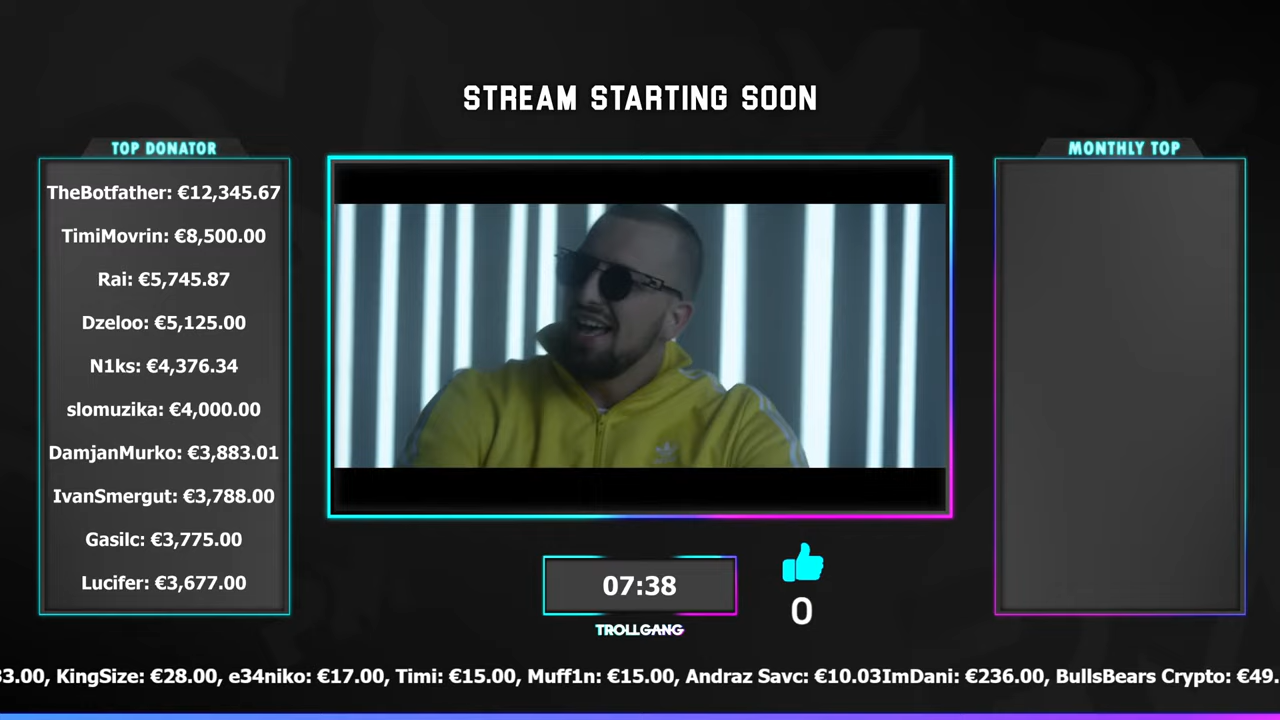 STREAM STARTING SOON
TOP DONATOR
TheBotfather: €12,345.67
TimiMovrin: €8,500.00
Rai: €5,745.87
Dzeloo: €5,125.00
N1ks: €4,376.34
slomuzika: €4,000.00
DamjanMurko: €3,883.01
IvanSmergut: €3,788.00
Gasilc: €3,775.00
Lucifer: €3,677.00
MONTHLY TOP
07:38
0
TROLLGANG
33.00, KingSize: €28.00, e34niko: €17.00, Timi: €15.00, Muff1n: €15.00, Andraz Savc: €10.03ImDani: €236.00, BullsBears Crypto: €49.